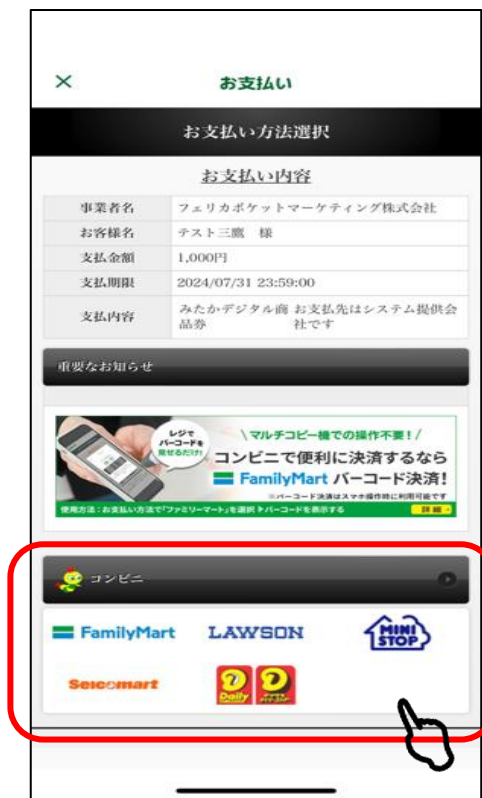 お支払い
お支払い方法選択
お支払い内容
事業者名 フェリカポケットマーケティング株式会社
お客様名 テスト三鷹 様
支払金額 1,000円
支払期限 2024/07/31 23:59:00
支払内容 みたかデジタル商品券 お支払先はシステム提供会社です
重要なお知らせ
レジで
バーコードを
見せるだけ!
\マルチコピー機での操作不要!/
コンビニで便利に決済するなら
FamilyMart バーコード決済!
※バーコード決済はスマホ操作時に利用可能です
使用方法:お支払い方法で「ファミリーマート」を選択▶バーコードを表示する 詳細
コンビニ
FamilyMart LAWSON MINI STOP
Seicomart Daily